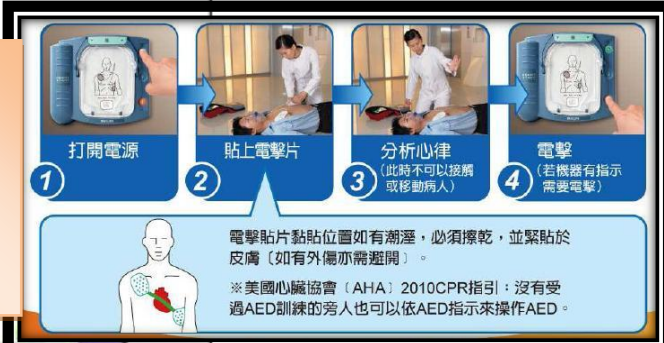 打開電源
1
貼上電擊片
2
分析心律
(此時不可以接觸
或移動病人)
3
電擊
(若機器有指示
需要電擊)
4
電擊貼片黏貼位置如有潮溼，必須擦乾，並緊貼於
皮膚〔如有外傷亦需避開〕。
※美國心臟協會〔AHA〕2010CPR指引：沒有受
過AED訓練的旁人也可以依AED指示來操作AED。